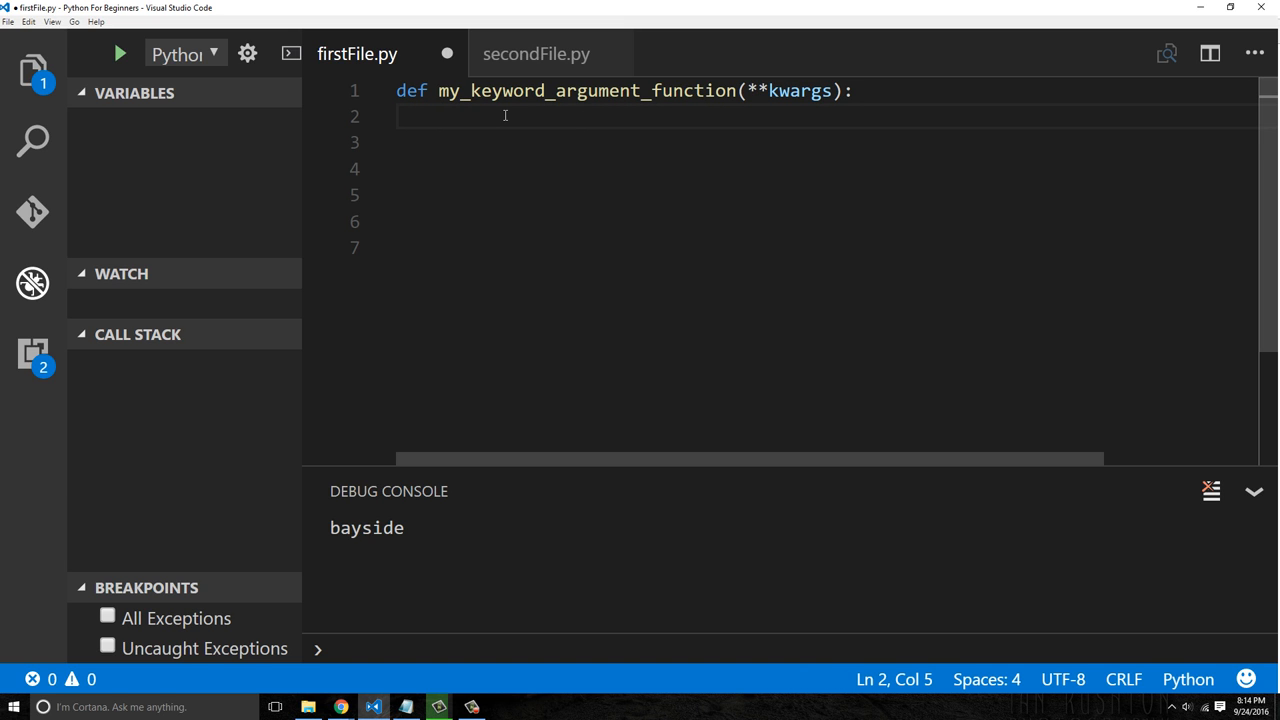 ● firstFile.py - Python For Beginners - Visual Studio Code
File Edit View Go Help
Pythor
firstFile.py
secondFile.py
1
VARIABLES
WATCH
CALL STACK
2
BREAKPOINTS
All Exceptions
Uncaught Exceptions
1 def my_keyword_argument_function(**kwargs):
2
3
4
5
6
7
DEBUG CONSOLE
bayside
0 0
Ln 2, Col 5 Spaces: 4 UTF-8 CRLF Python
I'm Cortana. Ask me anything.
8:14 PM
9/24/2016